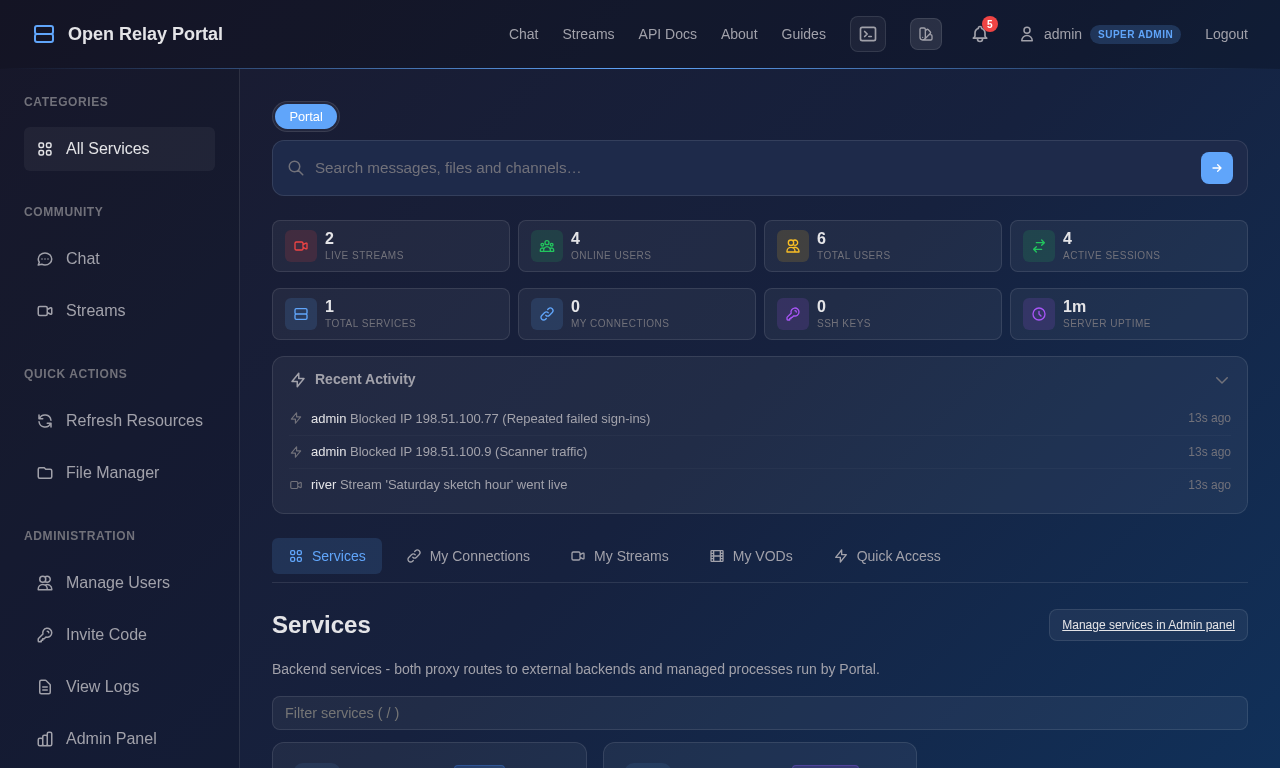 Open Relay Portal
Chat
Streams
API Docs
About
Guides
5
admin
SUPER ADMIN
Logout
CATEGORIES
All Services
COMMUNITY
Chat
Streams
QUICK ACTIONS
Refresh Resources
File Manager
ADMINISTRATION
Manage Users
Invite Code
View Logs
Admin Panel
Portal
Search messages, files and channels…
2
LIVE STREAMS
4
ONLINE USERS
6
TOTAL USERS
4
ACTIVE SESSIONS
1
TOTAL SERVICES
0
MY CONNECTIONS
0
SSH KEYS
1m
SERVER UPTIME
Recent Activity
admin Blocked IP 198.51.100.77 (Repeated failed sign-ins)
13s ago
admin Blocked IP 198.51.100.9 (Scanner traffic)
13s ago
river Stream 'Saturday sketch hour' went live
13s ago
Services
My Connections
My Streams
My VODs
Quick Access
Services
Manage services in Admin panel
Backend services - both proxy routes to external backends and managed processes run by Portal.
Filter services ( / )